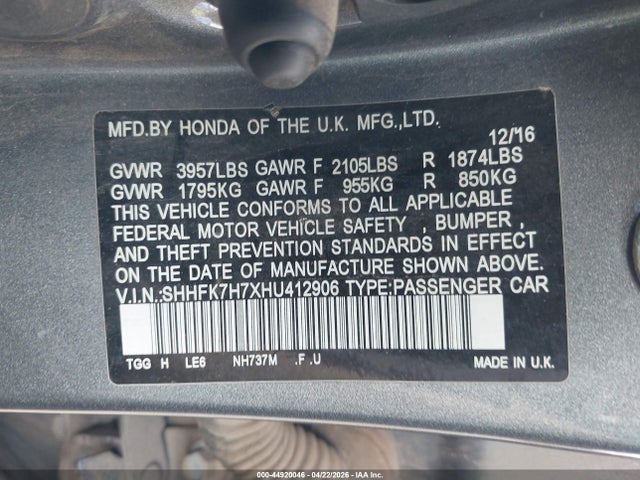 MFD.BY HONDA OF THE U.K. MFG.,LTD.
12/16
GVWR 3957LBS GAWR F 2105LBS R 1874LBS
GVWR 1795KG GAWR F 955KG R 850KG
THIS VEHICLE CONFORMS TO ALL APPLICABLE
FEDERAL MOTOR VEHICLE SAFETY , BUMPER ,
AND THEFT PREVENTION STANDARDS IN EFFECT
ON THE DATE OF MANUFACTURE SHOWN ABOVE.
V.I.N.:SHHFK7H7XHU412906 TYPE:PASSENGER CAR
TGG H LE6 NH737M .F .U MADE IN U.K.
000-44920046 | 04/22/2026 | IAA